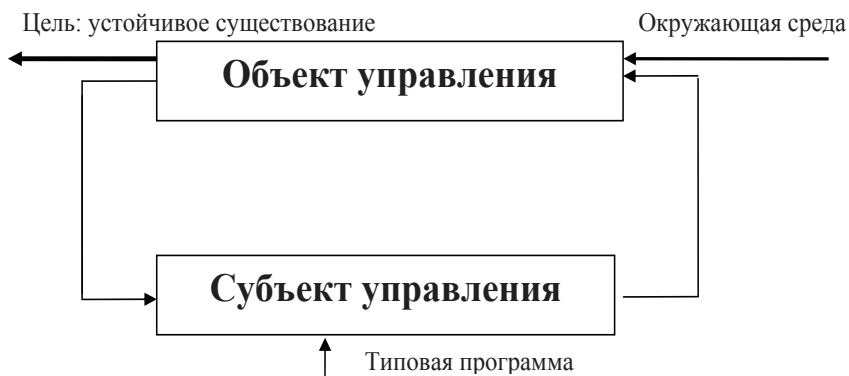 Цель: устойчивое существование
Окружающая среда
Объект управления
Субъект управления
Типовая программа